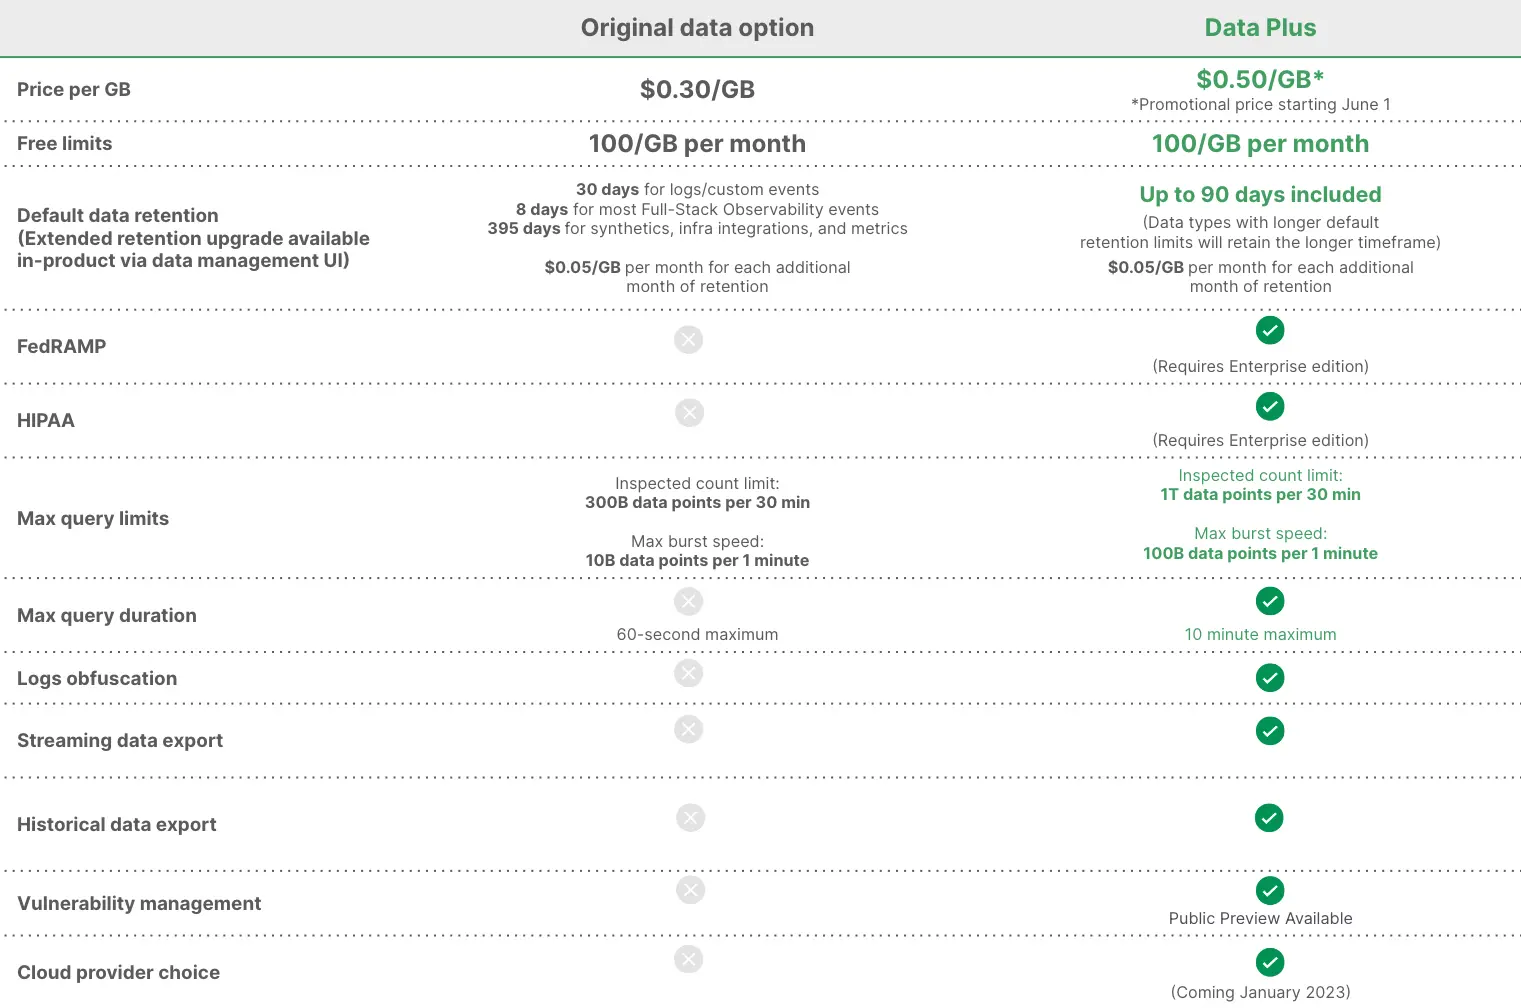 Original data option
Data Plus
Price per GB
$0.30/GB
$0.50/GB*
*Promotional price starting June 1
Free limits
100/GB per month
100/GB per month
Default data retention
(Extended retention upgrade available
in-product via data management UI)
30 days for logs/custom events
8 days for most Full-Stack Observability events
395 days for synthetics, infra integrations, and metrics
$0.05/GB per month for each additional
month of retention
Up to 90 days included
(Data types with longer default
retention limits will retain the longer timeframe)
$0.05/GB per month for each additional
month of retention
FedRAMP
(Requires Enterprise edition)
HIPAA
(Requires Enterprise edition)
Max query limits
Inspected count limit:
300B data points per 30 min
Max burst speed:
10B data points per 1 minute
Inspected count limit:
1T data points per 30 min
Max burst speed:
100B data points per 1 minute
Max query duration
60-second maximum
10 minute maximum
Logs obfuscation
Streaming data export
Historical data export
Vulnerability management
Public Preview Available
Cloud provider choice
(Coming January 2023)